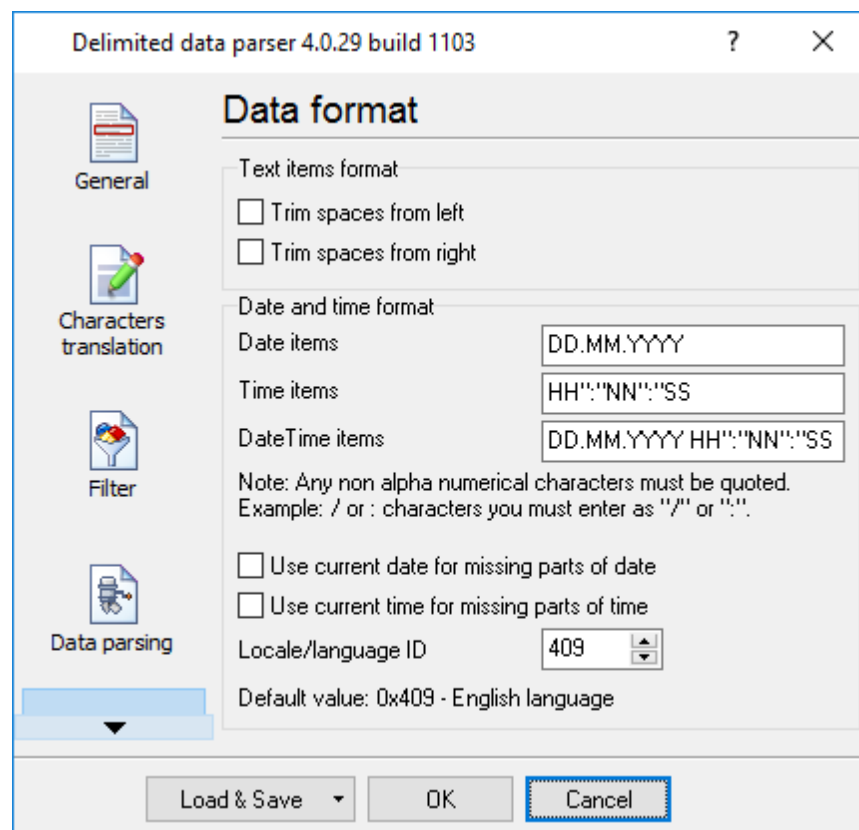 Delimited data parser 4.0.29 build 1103
?
General
Characters
translation
Filter
Data parsing
Data format
Text items format
Trim spaces from left
Trim spaces from right
Date and time format
Date items
DD.MM.YYYY
Time items
HH":"NN":"SS
DateTime items
DD.MM.YYYY HH":"NN":"SS
Note: Any non alpha numerical characters must be quoted.
Example: / or : characters you must enter as "/" or ":".
Use current date for missing parts of date
Use current time for missing parts of time
Locale/language ID
409
Default value: 0x409 - English language
Load & Save
OK
Cancel